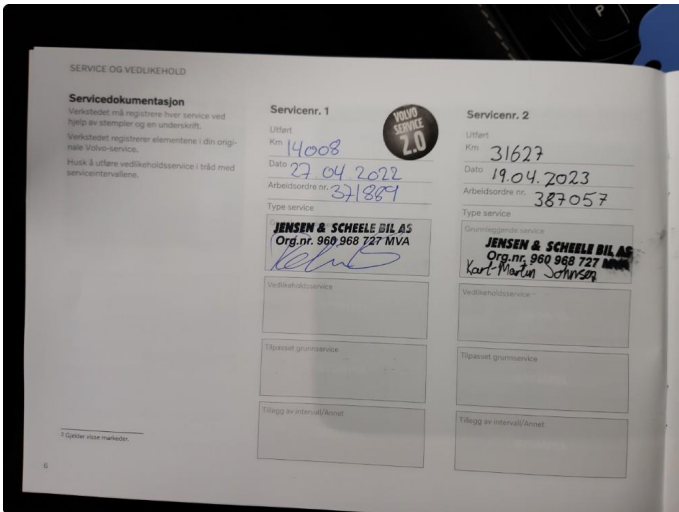 P
SERVICE OG VEDLIKEHOLD
Servicedokumentasjon
Verkstedet må registrere hver service ved
hjelp av stempler og en underskrift.
Verkstedet registrerer elementene i din origi-
nale Volvo-service.
Husk å utføre vedlikeholdsservice i tråd med
serviceintervallene.
Servicenr. 1
VOLVO
SERVICE
2.0
Utført
Km 14008
Dato 27.04.2022
Arbeidsordre nr. 371889
Type service
JENSEN & SCHEELE BIL AS
Org.nr. 960 968 727 MVA
Vedlikeholdsservice
Tilpasset grunnservice
Tillegg av intervall/Annet
Servicenr. 2
Utført
Km 31627
Dato 19.04.2023
Arbeidsordre nr. 387057
Type service
Grunnleggende service
JENSEN & SCHEELE BIL AS
Org.nr. 960 968 727 MVA
Karl-Martin Johnsen
Vedlikeholdsservice
Tilpasset grunnservice
Tillegg av intervall/Annet
Gjelder visse markeder.
6